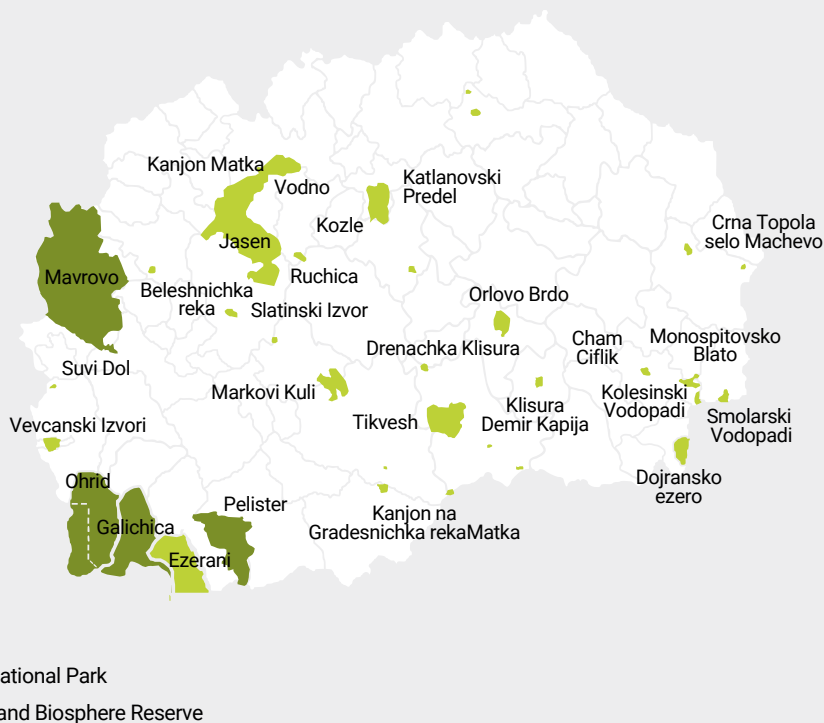 Kanjon Matka
Vodno
Katlanovski
Predel
Kozle
Crna Topola
selo Machevo
Jasen
Mavrovo
Ruchica
Beleshnichka
reka
Slatinski Izvor
Orlovo Brdo
Cham
Ciflik
Monospitovsko
Blato
Drenachka Klisura
Suvi Dol
Markovi Kuli
Kolesinski
Vodopadi
Klisura
Demir Kapija
Smolarski
Vodopadi
Tikvesh
Vevcanski Izvori
Dojransko
ezero
Ohrid
Pelister
Galichica
Kanjon na
Gradesnichka rekaMatka
Ezerani
ational Park
and Biosphere Reserve